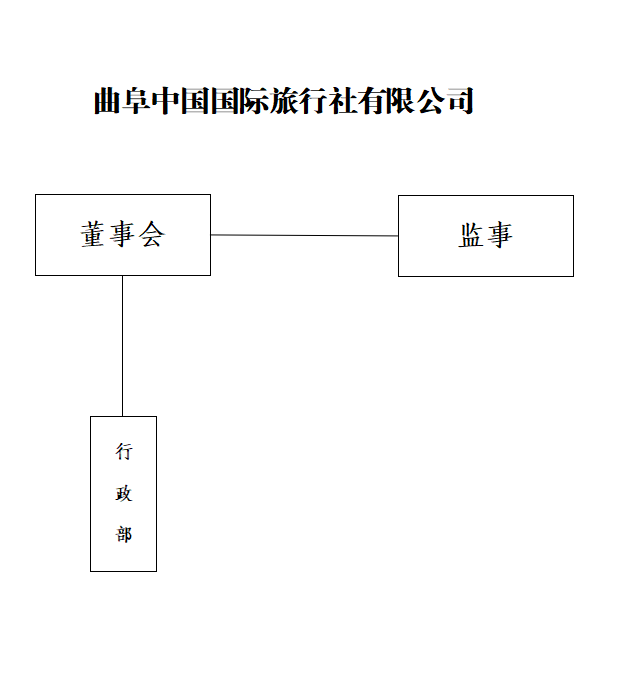 曲阜中国国际旅行社有限公司
董事会
监事
行
政
部